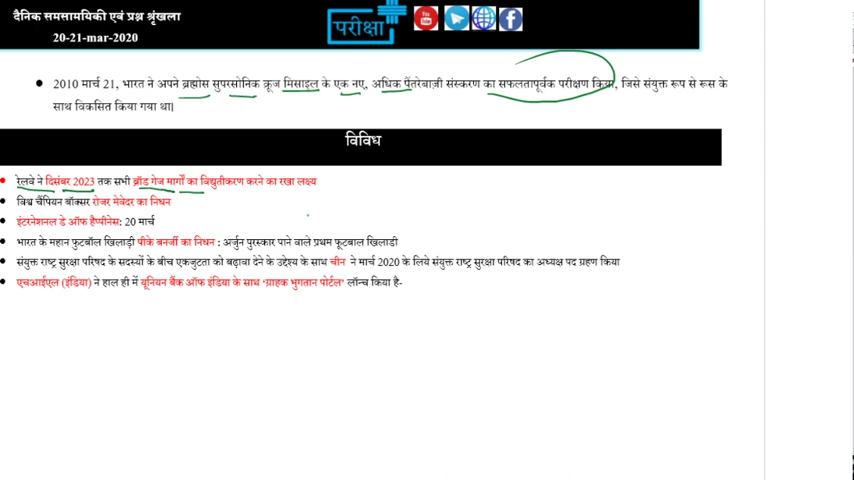 दैनिक समसामयिकी एवं प्रश्न श्रृंखला
20-21-mar-2020
परीक्षा
You
Tube
f
2010 मार्च 21, भारत ने अपने ब्रह्मोस सुपरसोनिक क्रूज मिसाइल के एक नए, अधिक पैंतरेबाज़ी संस्करण का सफलतापूर्वक परीक्षण किया, जिसे संयुक्त रूप से रूस के
साथ विकसित किया गया था।
विविध
रेलवे ने दिसंबर 2023 तक सभी ब्रॉड गेज मार्गों का विद्युतीकरण करने का रखा लक्ष्य
विश्व चैंपियन बॉक्सर रोजर मेवेदर का निधन
इंटरनेशनल डे ऑफ हैप्पीनेस: 20 मार्च
भारत के महान फुटबॉल खिलाड़ी पीके बनर्जी का निधन : अर्जुन पुरस्कार पाने वाले प्रथम फूटबाल खिलाडी
संयुक्त राष्ट्र सुरक्षा परिषद के सदस्यों के बीच एकजुटता को बढ़ावा देने के उद्देश्य के साथ चीन ने मार्च 2020 के लिये संयुक्त राष्ट्र सुरक्षा परिषद का अध्यक्ष पद ग्रहण किया
एचआईएल (इंडिया) ने हाल ही में यूनियन बैंक ऑफ इंडिया के साथ ‘ग्राहक भुगतान पोर्टल’ लॉन्च किया है-